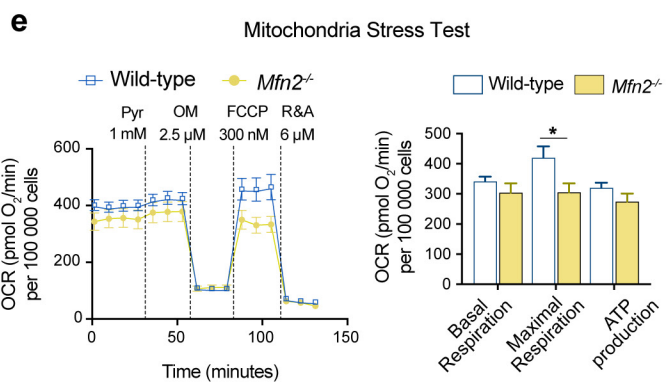 e
Mitochondria Stress Test
Wild-type
Mfn2-/-
Pyr
1 mM
OM
2.5 µM
FCCP
300 nM
R&A
6 µM
OCR (pmol O2/min)
per 100 000 cells
600
400
200
0
0
50
100
150
Time (minutes)
Wild-type
Mfn2-/-
*
OCR (pmol O2/min)
per 100 000 cells
500
400
300
200
100
0
Basal
Respiration
Maximal
Respiration
ATP
production